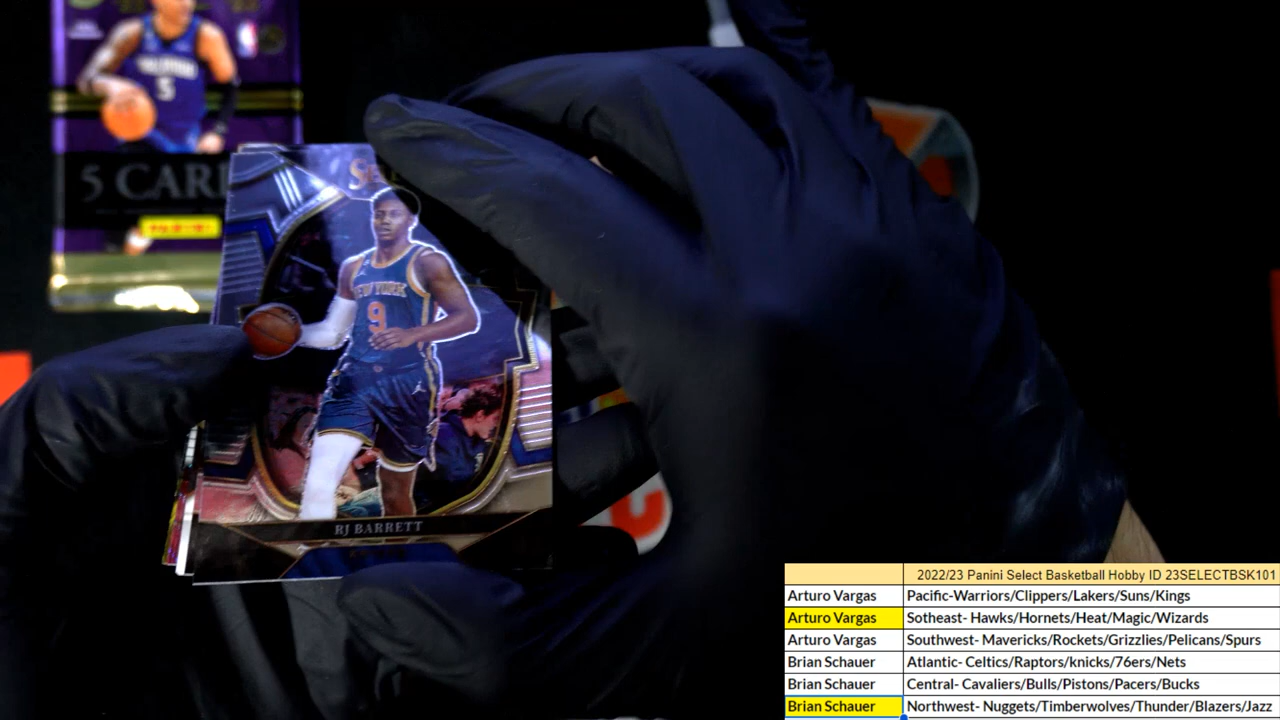 5
5 CAR
PANINI
NEW YORK
9
RJ BARRETT
2022/23 Panini Select Basketball Hobby ID 23SELECTBSK101
Arturo Vargas Pacific-Warriors/Clippers/Lakers/Suns/Kings
Arturo Vargas Sotheast- Hawks/Hornets/Heat/Magic/Wizards
Arturo Vargas Southwest- Mavericks/Rockets/Grizzlies/Pelicans/Spurs
Brian Schauer Atlantic- Celtics/Raptors/knicks/76ers/Nets
Brian Schauer Central- Cavaliers/Bulls/Pistons/Pacers/Bucks
Brian Schauer Northwest- Nuggets/Timberwolves/Thunder/Blazers/Jazz